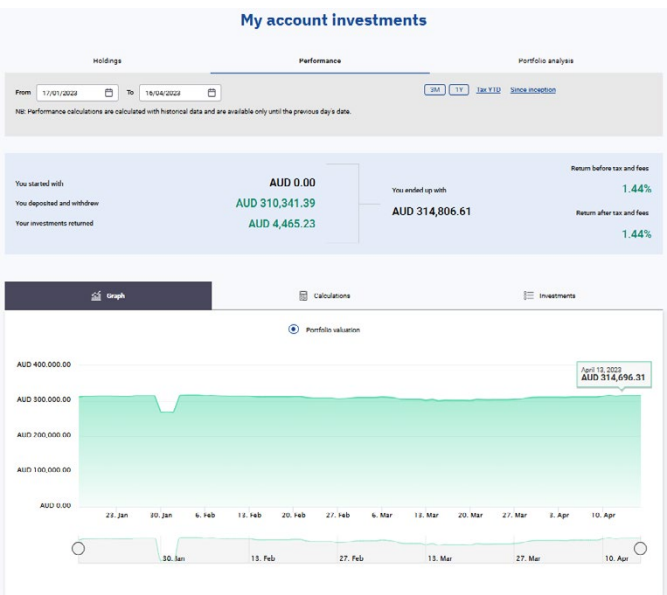 My account investments
Holdings Performance Portfolio analysis
From 17/01/2023 To 16/04/2023 3M 1Y Tax YTD Since inception
NB: Performance calculations are calculated with historical data and are available only until the previous day's date.
Return before tax and fees
You started with AUD 0.00 1.44%
You ended up with
You deposited and withdrew AUD 310,341.39
AUD 314,806.61 Return after tax and fees
Your investments returned AUD 4,465.23
1.44%
Graph Calculations Investments
Portfolio valuation
AUD 400,000.00
April 13, 2023
AUD 314,696.31
AUD 300,000.00
AUD 200,000.00
AUD 100,000.00
AUD 0.00
23. Jan 30. Jan 6. Feb 13. Feb 20. Feb 27. Feb 6. Mar 13. Mar 20. Mar 27. Mar 3. Apr 10. Apr
30. Jan 13. Feb 27. Feb 13. Mar 27. Mar 10. Apr